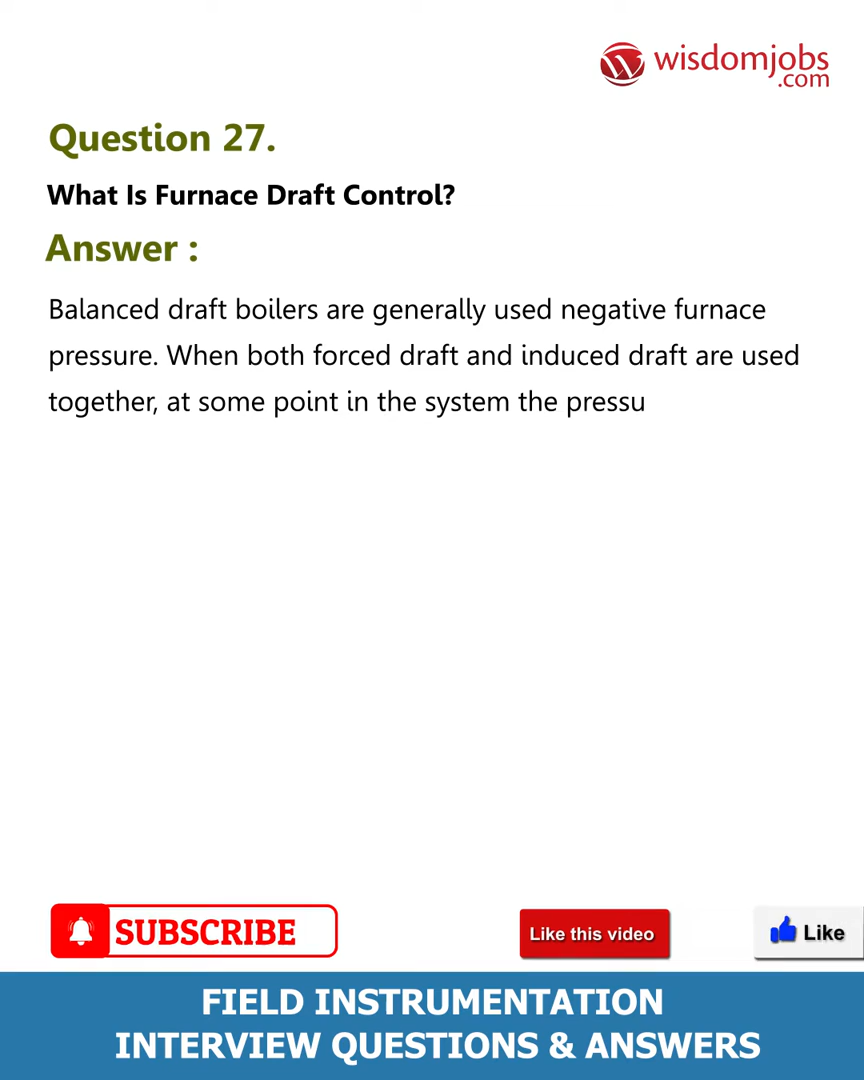 wisdomjobs
.com
Question 27.
What Is Furnace Draft Control?
Answer :
Balanced draft boilers are generally used negative furnace
pressure. When both forced draft and induced draft are used
together, at some point in the system the pressu
SUBSCRIBE
Like this video
Like
FIELD INSTRUMENTATION
INTERVIEW QUESTIONS & ANSWERS